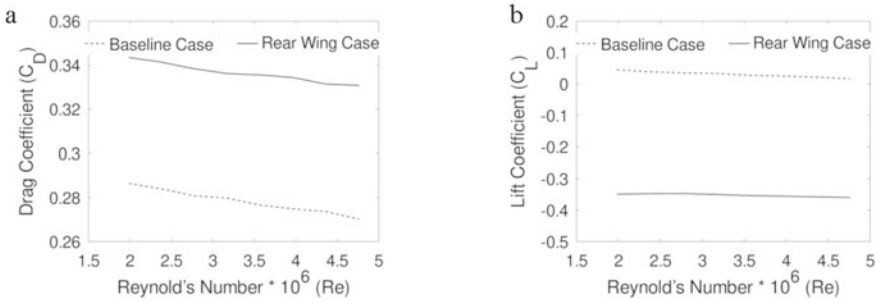 a
Drag Coefficient (C_D)
0.36
0.34
0.32
0.3
0.28
0.26
Baseline Case
Rear Wing Case
1.5 2 2.5 3 3.5 4 4.5 5
Reynold's Number * 10^6 (Re)
b
Lift Coefficient (C_L)
0.2
0.1
0
-0.1
-0.2
-0.3
-0.4
-0.5
Baseline Case
Rear Wing Case
1.5 2 2.5 3 3.5 4 4.5 5
Reynold's Number * 10^6 (Re)